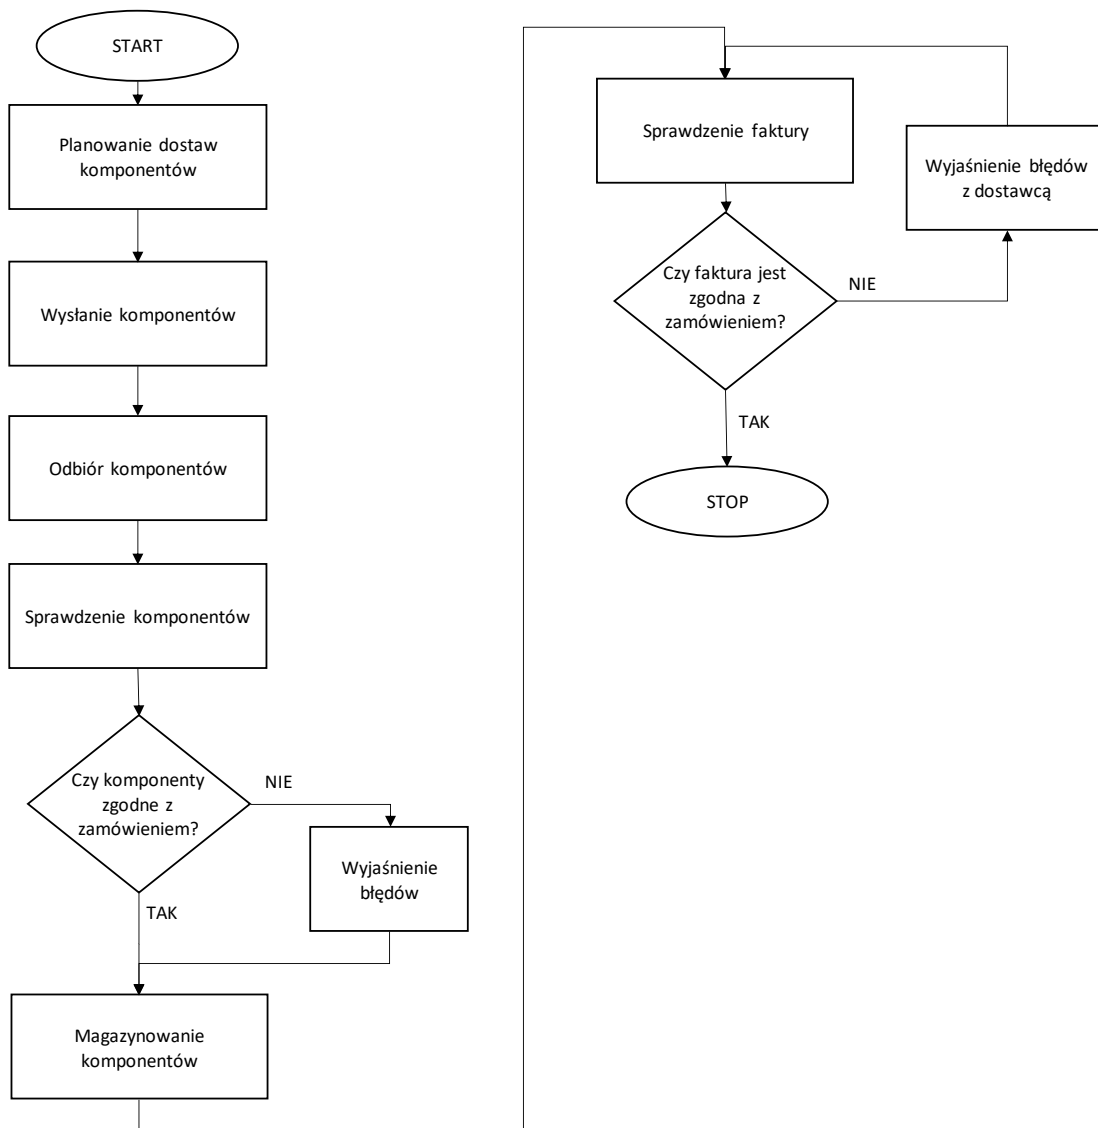 START
Planowanie dostaw
komponentów
Wysłanie komponentów
Odbiór komponentów
Sprawdzenie komponentów
Czy komponenty
zgodne z
zamówieniem?
NIE
Wyjaśnienie
błędów
TAK
Magazynowanie
komponentów
Sprawdzenie faktury
Wyjaśnienie błędów
z dostawcą
Czy faktura jest
zgodna z
zamówieniem?
NIE
TAK
STOP